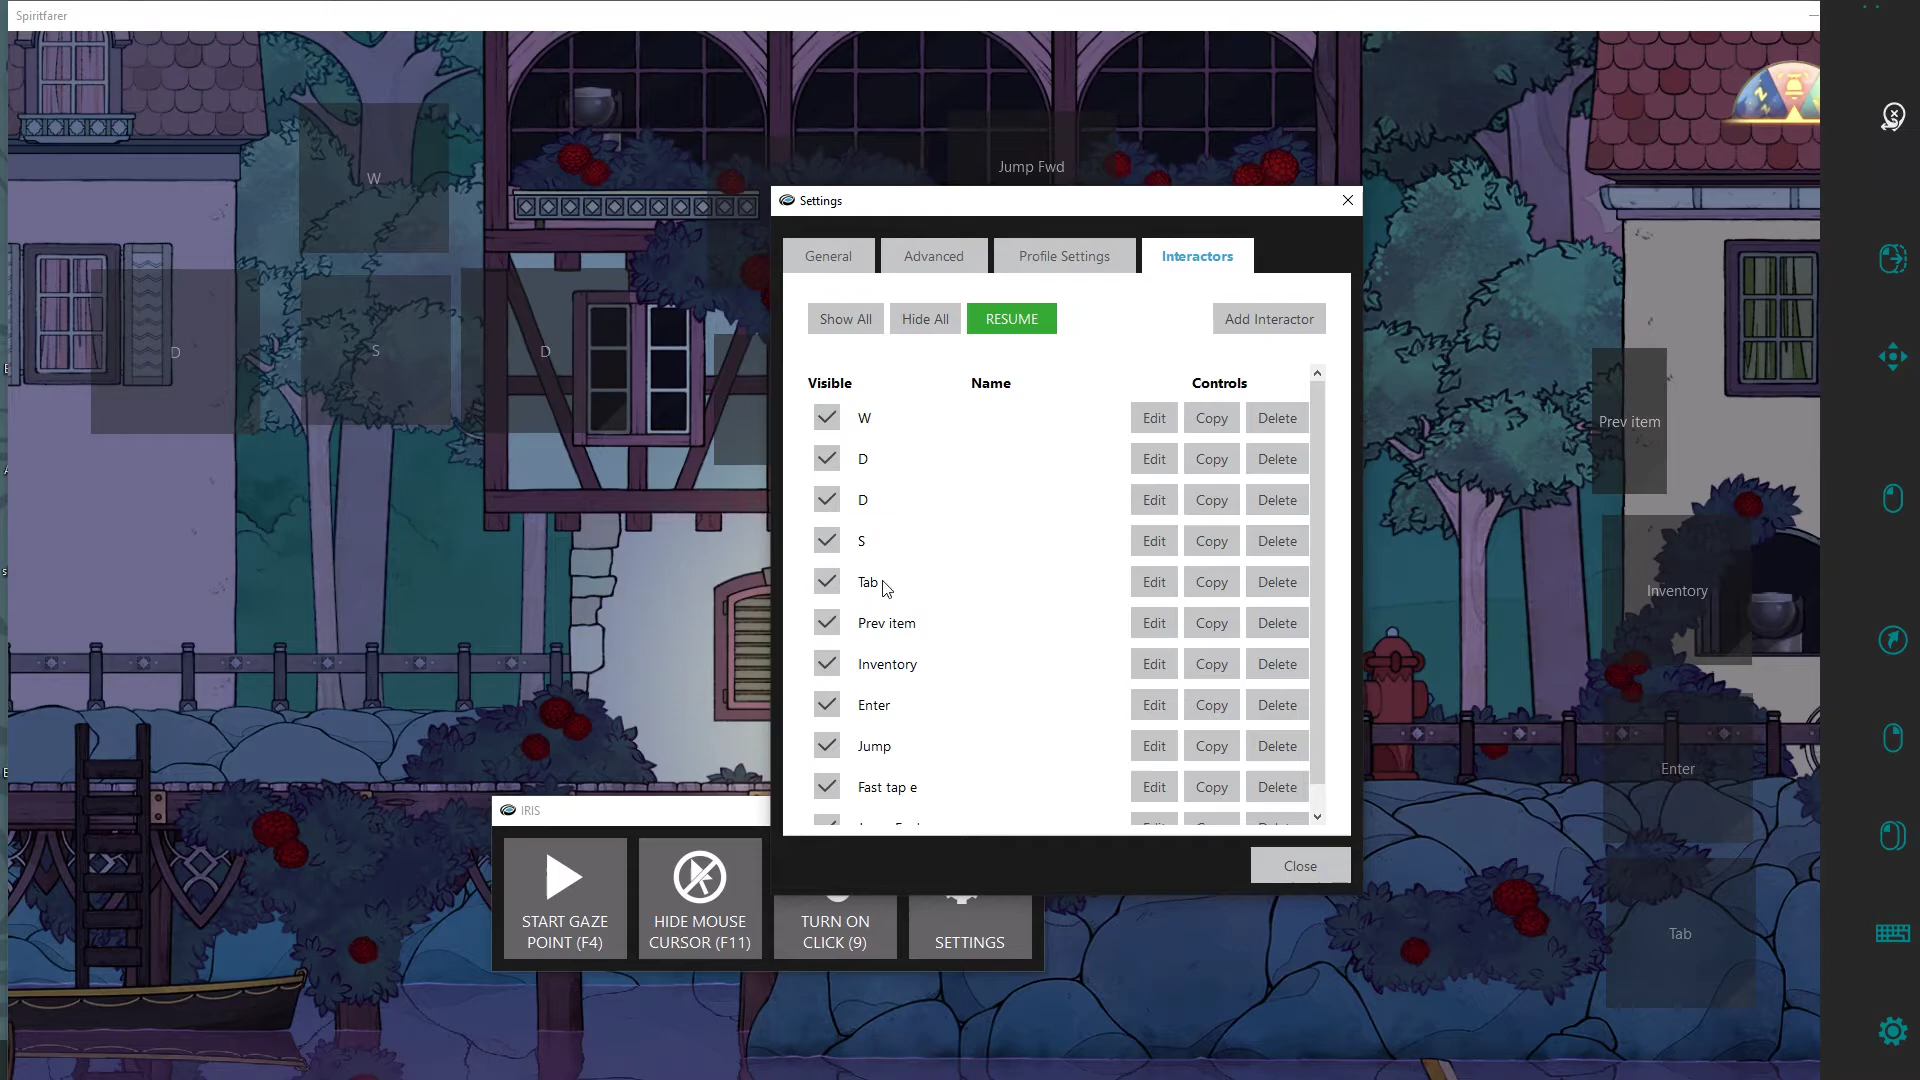 Spiritfarer
W
Jump Fwd
Settings
General
Advanced
Profile Settings
Interactors
Show All
Hide All
RESUME
Add Interactor
D
S
D
Visible
Name
Controls
W
Edit
Copy
Delete
D
Edit
Copy
Delete
D
Edit
Copy
Delete
S
Edit
Copy
Delete
Tab
Edit
Copy
Delete
Prev item
Edit
Copy
Delete
Inventory
Edit
Copy
Delete
Enter
Edit
Copy
Delete
Jump
Edit
Copy
Delete
Fast tap e
Edit
Copy
Delete
Close
Prev item
Inventory
Enter
Tab
IRIS
START GAZE
POINT (F4)
HIDE MOUSE
CURSOR (F11)
TURN ON
CLICK (9)
SETTINGS